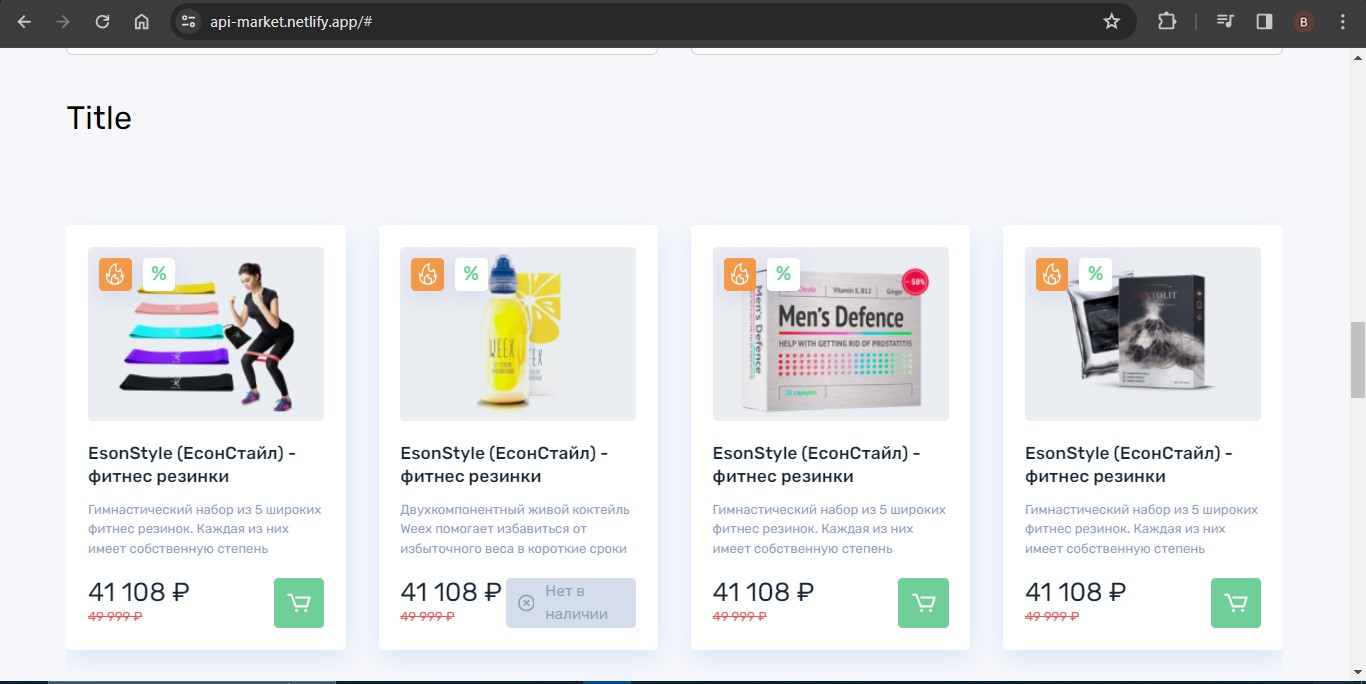 api-market.netlify.app/#
B
Title
%
%
%
%
WEEX
Citrate
Vitamin E, B12
Ginger
- 50%
Men's Defence
Men's Defence
HELP WITH GETTING RID OF PROSTATITIS
28 capsules
EsonStyle (ЕсонСтайл) -
фитнес резинки
Гимнастический набор из 5 широких
фитнес резинок. Каждая из них
имеет собственную степень
41 108 ₽
49 999 ₽
EsonStyle (ЕсонСтайл) -
фитнес резинки
Двухкомпонентный живой коктейль
Weex помогает избавиться от
избыточного веса в короткие сроки
41 108 ₽
49 999 ₽
Нет в
наличии
EsonStyle (ЕсонСтайл) -
фитнес резинки
Гимнастический набор из 5 широких
фитнес резинок. Каждая из них
имеет собственную степень
41 108 ₽
49 999 ₽
EsonStyle (ЕсонСтайл) -
фитнес резинки
Гимнастический набор из 5 широких
фитнес резинок. Каждая из них
имеет собственную степень
41 108 ₽
49 999 ₽